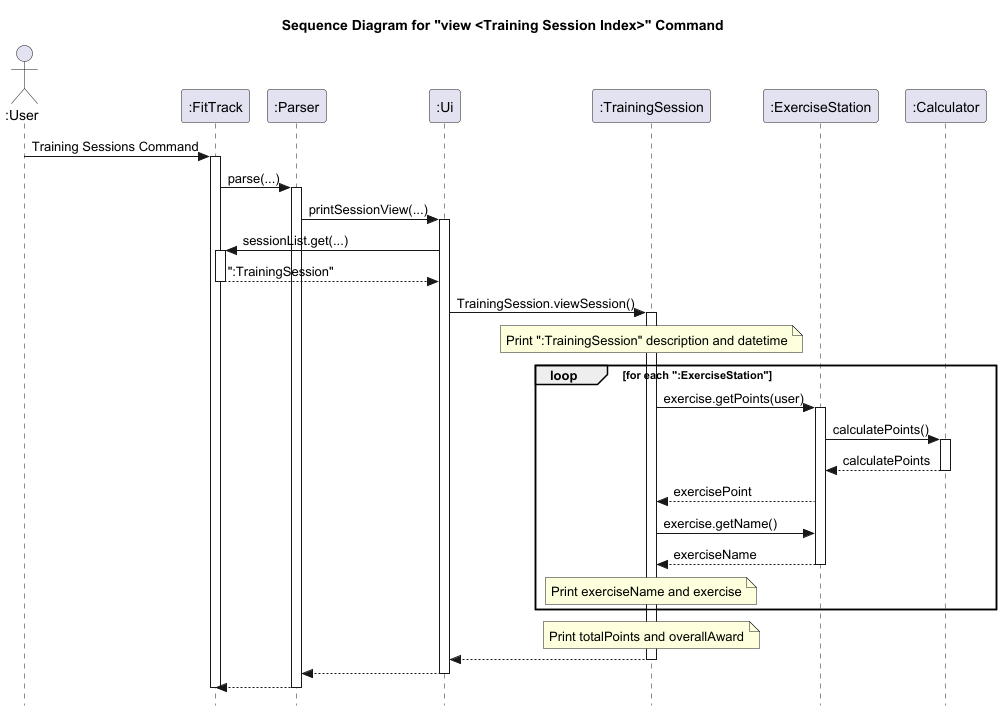 Sequence Diagram for "view <Training Session Index>" Command
:User
:FitTrack
:Parser
:Ui
:TrainingSession
:ExerciseStation
:Calculator
Training Sessions Command
parse(...)
printSessionView(...)
sessionList.get(...)
":TrainingSession"
TrainingSession.viewSession()
Print ":TrainingSession" description and datetime
loop
[for each ":ExerciseStation"]
exercise.getPoints(user)
calculatePoints()
calculatePoints
exercisePoint
exercise.getName()
exerciseName
Print exerciseName and exercise
Print totalPoints and overallAward